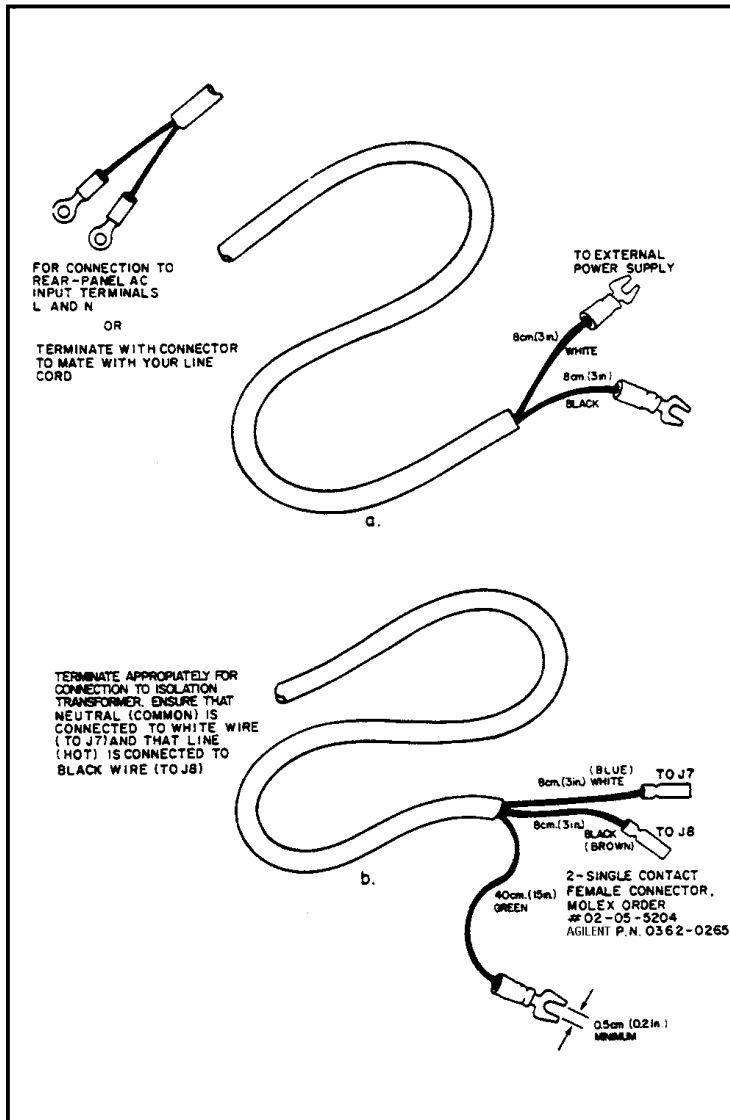 FOR CONNECTION TO
REAR-PANEL AC
INPUT TERMINALS
L AND N
OR
TERMINATE WITH CONNECTOR
TO MATE WITH YOUR LINE
CORD
TO EXTERNAL
POWER SUPPLY
8cm.(3in.)
WHITE
8cm.(3in)
BLACK
a.
TERMINATE APPROPIATELY FOR
CONNECTION TO ISOLATION
TRANSFORMER. ENSURE THAT
NEUTRAL (COMMON) IS
CONNECTED TO WHITE WIRE
(TO J7) AND THAT LINE
(HOT) IS CONNECTED TO
BLACK WIRE (TO J8)
(BLUE)
8cm.(3in.) WHITE
TO J7
8cm.(3in.)
BLACK
(BROWN)
TO J8
b.
40cm.(15in.)
GREEN
2-SINGLE CONTACT
FEMALE CONNECTOR,
MOLEX ORDER
#02-05-5204
AGILENT P.N. 0362-0265
0.5cm (0.2in.)
MINIMUM